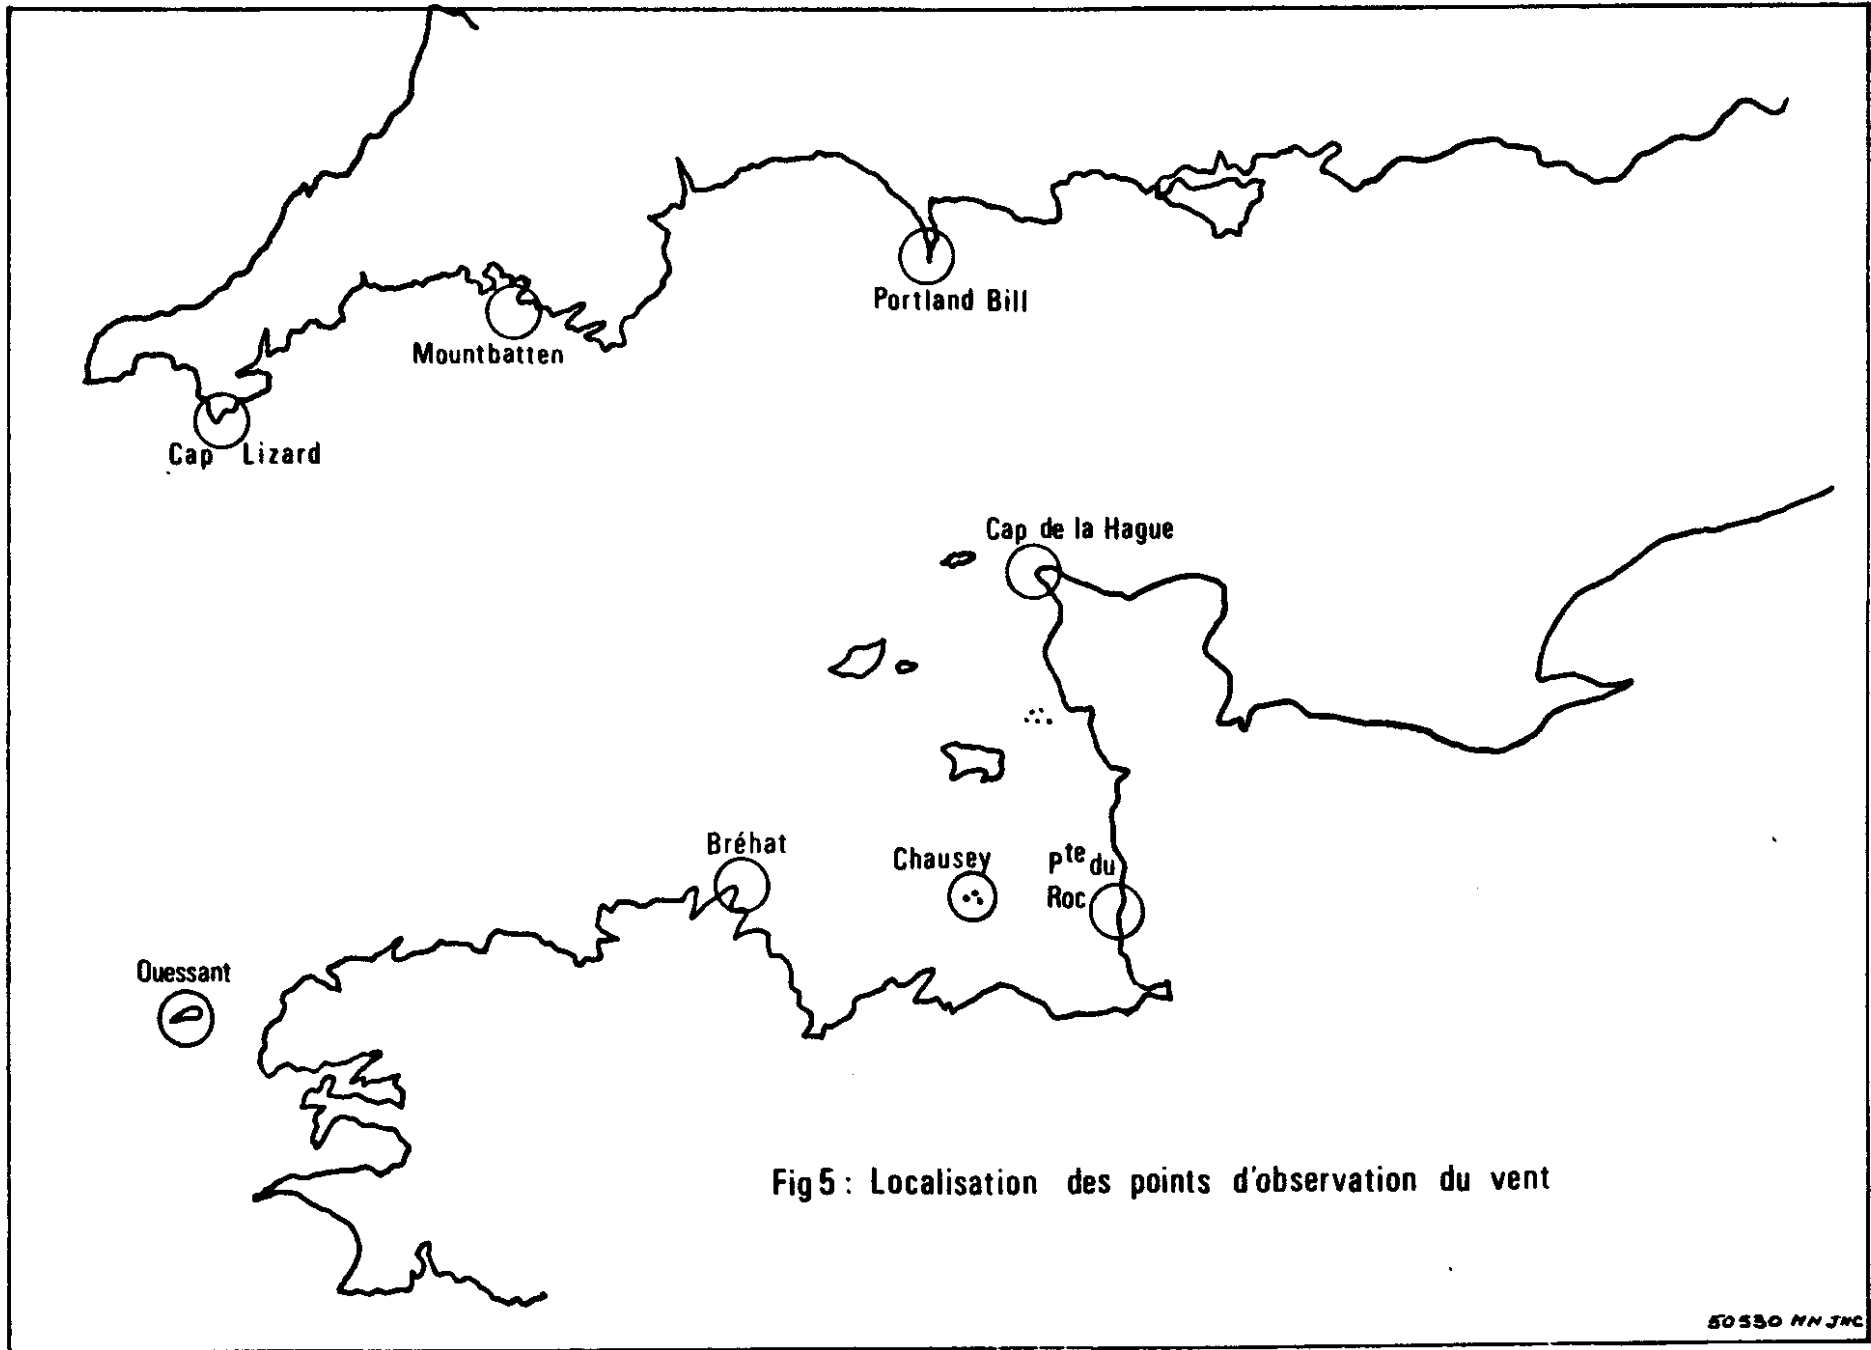 Portland Bill
Mountbatten
Cap Lizard
Cap de la Hague
Bréhat
Chausey
Pte du
Roc
Ouessant
Fig 5 : Localisation des points d'observation du vent
50530 NN JNC